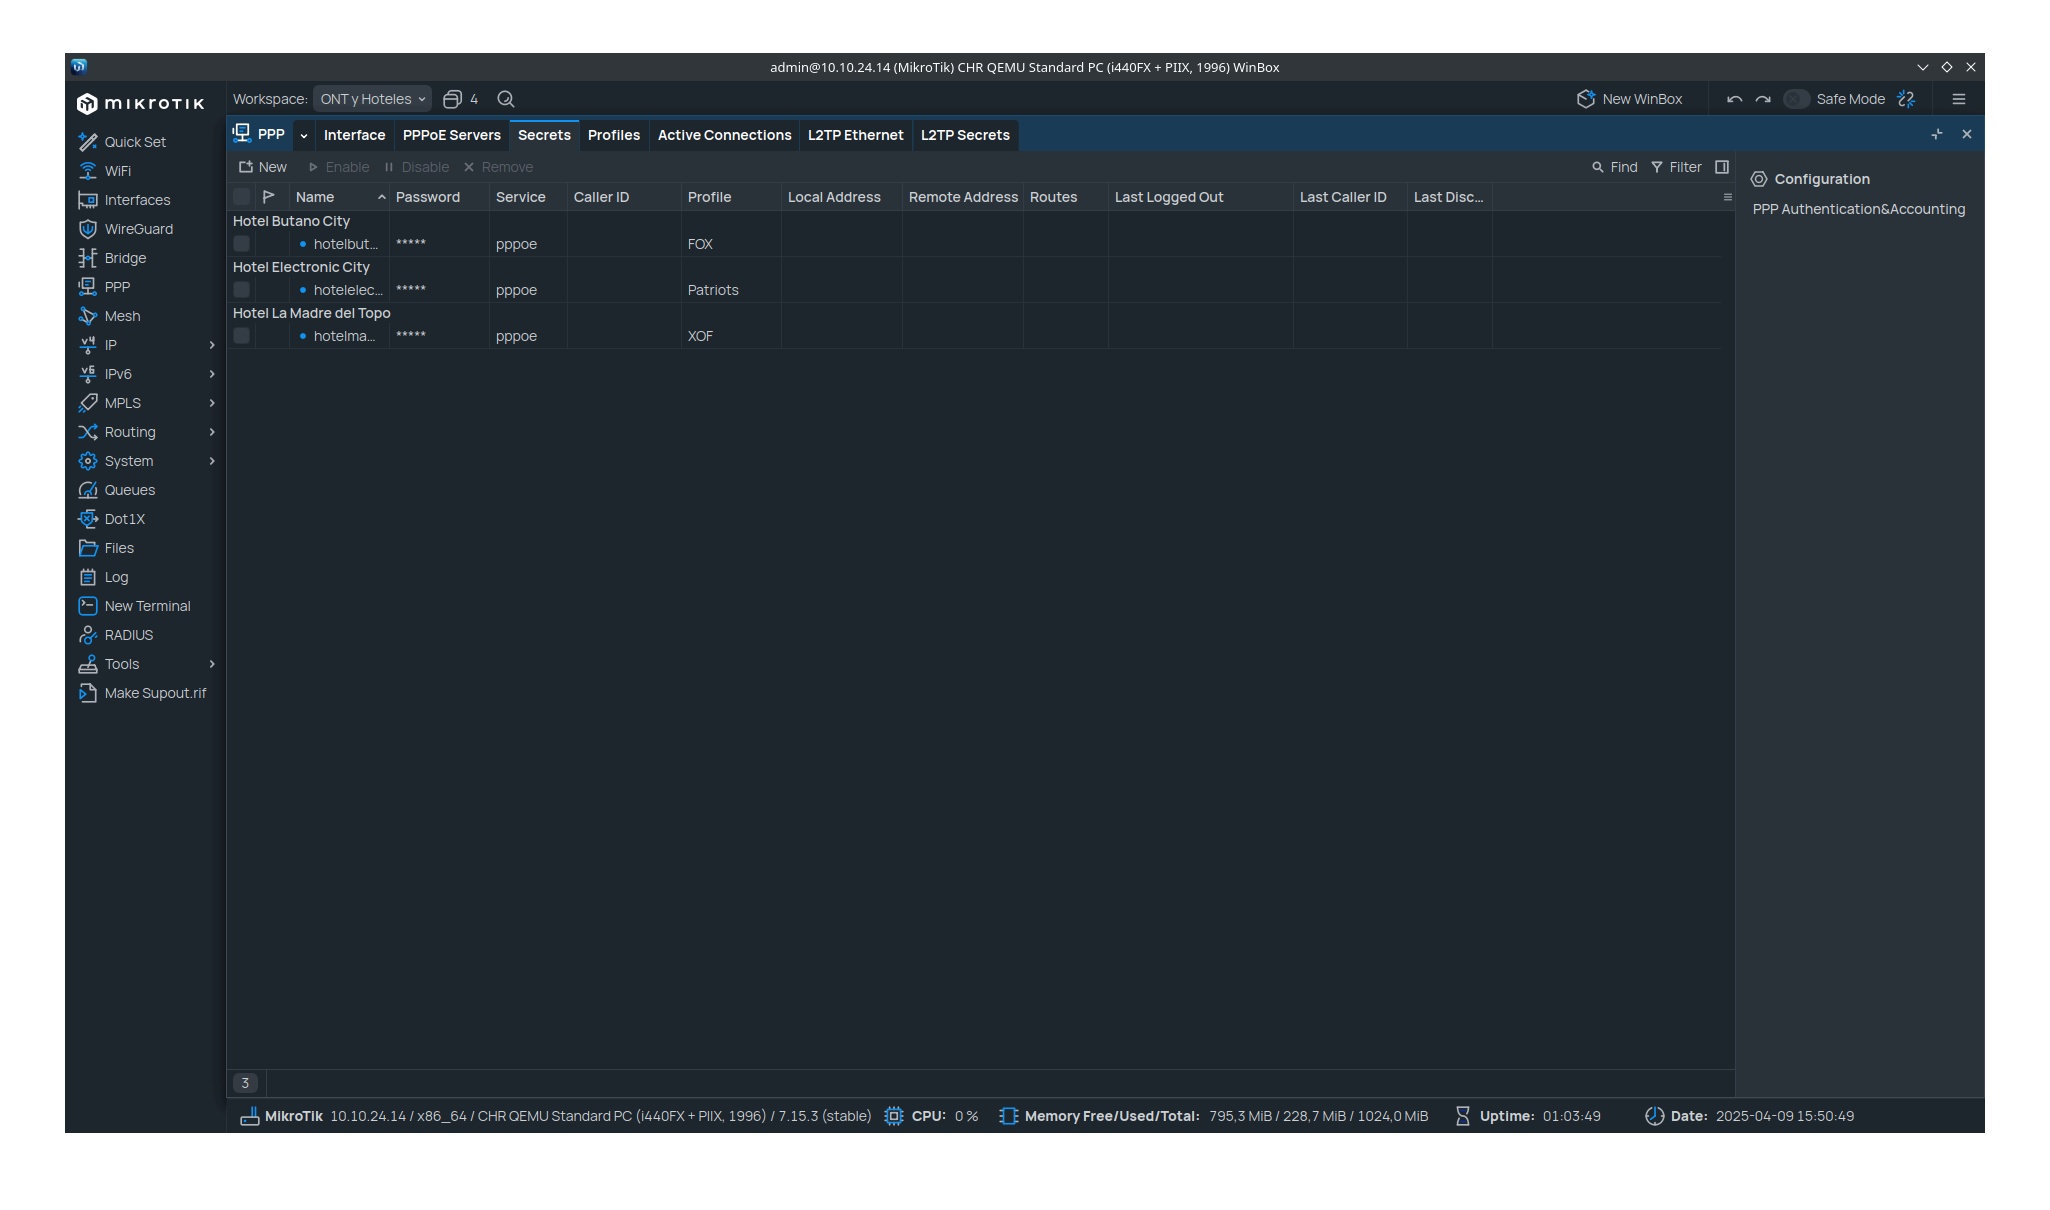 admin@10.10.24.14 (MikroTik) CHR QEMU Standard PC (i440FX + PIIX, 1996) WinBox
mikrotik
Workspace: ONT y Hoteles 4 New WinBox Safe Mode
PPP Interface PPPoE Servers Secrets Profiles Active Connections L2TP Ethernet L2TP Secrets
New Enable Disable Remove Find Filter
Name Password Service Caller ID Profile Local Address Remote Address Routes Last Logged Out Last Caller ID Last Disc...
Hotel Butano City
hotelbut... ***** pppoe FOX
Hotel Electronic City
hotelelec... ***** pppoe Patriots
Hotel La Madre del Topo
hotelma... ***** pppoe XOF
Configuration
PPP Authentication&Accounting
Quick Set
WiFi
Interfaces
WireGuard
Bridge
PPP
Mesh
v4 IP
v6 IPv6
MPLS
Routing
System
Queues
Dot1X
Files
Log
New Terminal
RADIUS
Tools
Make Supout.rif
3
MikroTik 10.10.24.14 / x86_64 / CHR QEMU Standard PC (i440FX + PIIX, 1996) / 7.15.3 (stable) CPU: 0 % Memory Free/Used/Total: 795,3 MiB / 228,7 MiB / 1024,0 MiB Uptime: 01:03:49 Date: 2025-04-09 15:50:49